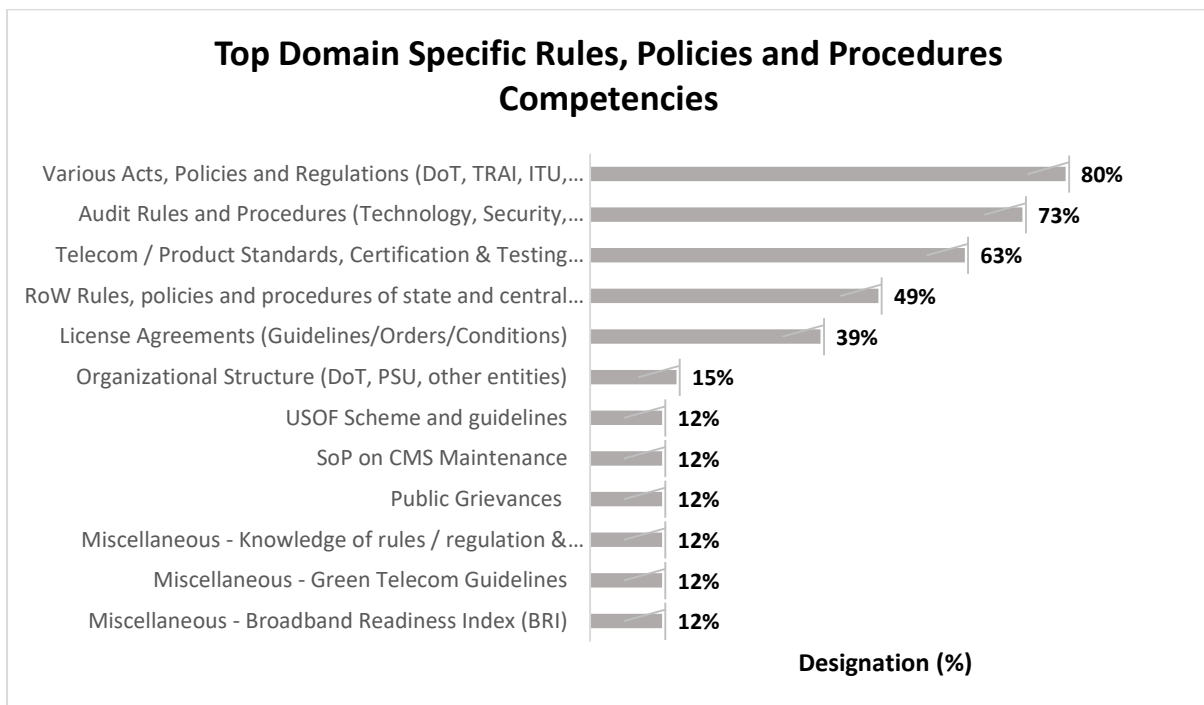 Top Domain Specific Rules, Policies and Procedures
Competencies
Various Acts, Policies and Regulations (DoT, TRAI, ITU,... 80%
Audit Rules and Procedures (Technology, Security,... 73%
Telecom / Product Standards, Certification & Testing... 63%
RoW Rules, policies and procedures of state and central... 49%
License Agreements (Guidelines/Orders/Conditions) 39%
Organizational Structure (DoT, PSU, other entities) 15%
USOF Scheme and guidelines 12%
SoP on CMS Maintenance 12%
Public Grievances 12%
Miscellaneous - Knowledge of rules / regulation &... 12%
Miscellaneous - Green Telecom Guidelines 12%
Miscellaneous - Broadband Readiness Index (BRI) 12%
Designation (%)